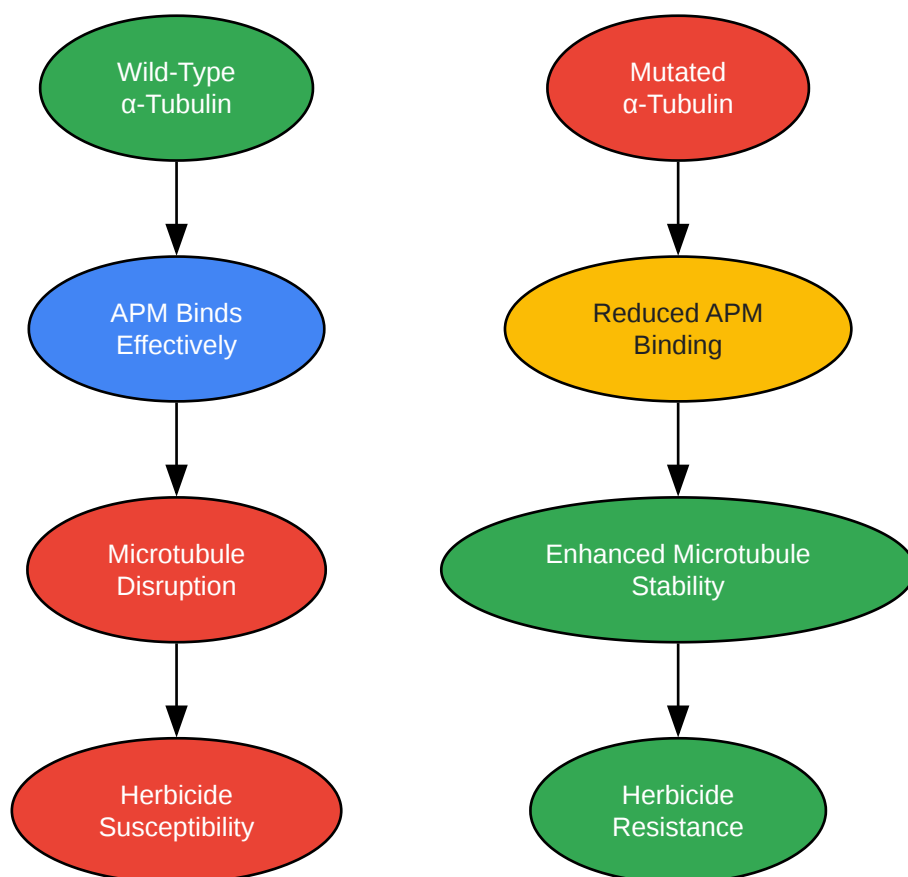 Wild-Type
α-Tubulin
APM Binds
Effectively
Microtubule
Disruption
Herbicide
Susceptibility
Mutated
α-Tubulin
Reduced APM
Binding
Enhanced Microtubule
Stability
Herbicide
Resistance